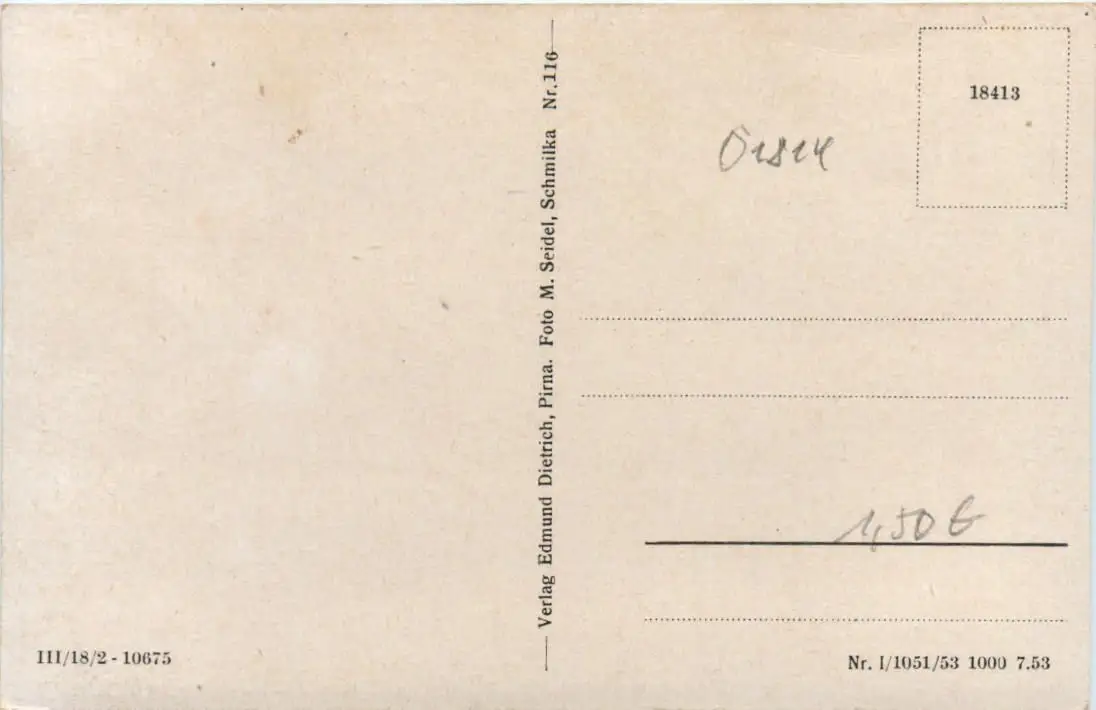 18413
Verlag Edmund Dietrich, Pirna. Foto M. Seidel, Schmilka Nr. 116
1,50 €
III/18/2 - 10675
Nr. I/1051/53 1000 7.53